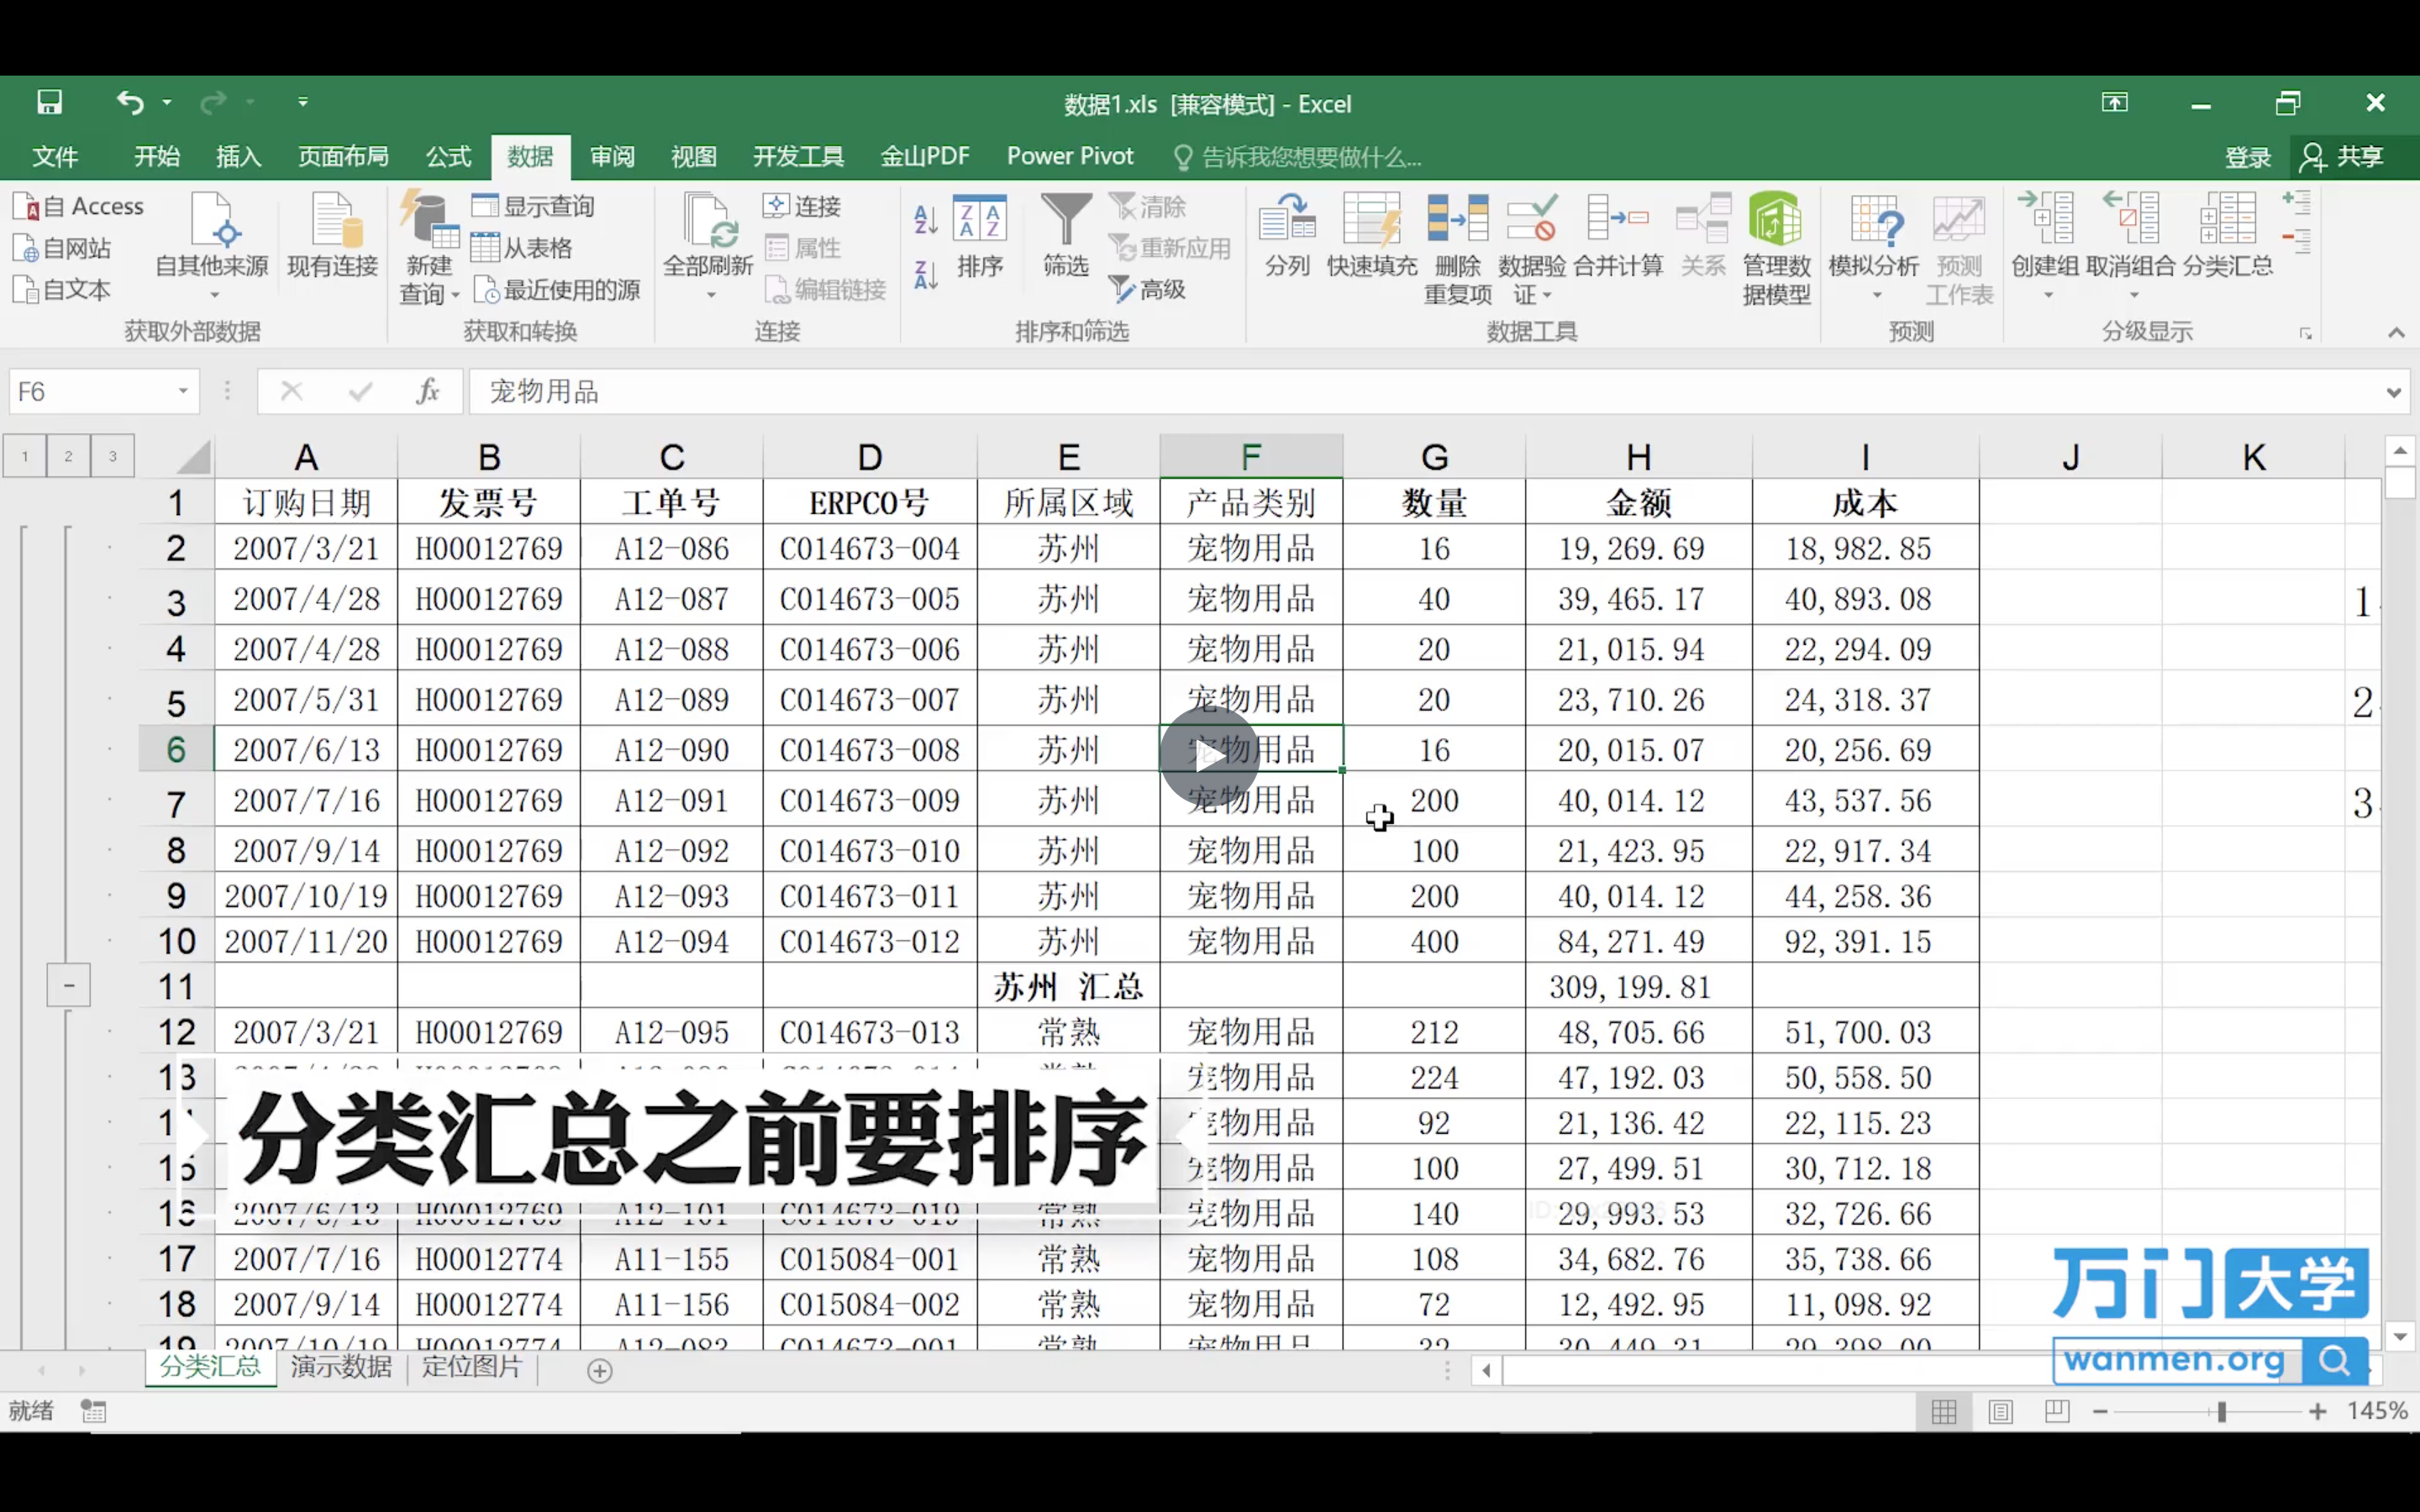 数据1.xls [兼容模式] - Excel
文件 开始 插入 页面布局 公式 数据 审阅 视图 开发工具 金山PDF Power Pivot 告诉我您想要做什么... 登录 共享
自 Access
自网站
自文本
自其他来源
现有连接
获取外部数据
新建查询
显示查询
从表格
最近使用的源
获取和转换
全部刷新
连接
属性
编辑链接
连接
排序
筛选
清除
重新应用
高级
排序和筛选
分列
快速填充
删除重复项
数据验证
合并计算
关系
管理数据模型
数据工具
模拟分析
预测工作表
预测
创建组
取消组合
分类汇总
分级显示
F6 fx 宠物用品
1 2 3 A B C D E F G H I J K
1 订购日期 发票号 工单号 ERPCO号 所属区域 产品类别 数量 金额 成本
2 2007/3/21 H00012769 A12-086 C014673-004 苏州 宠物用品 16 19,269.69 18,982.85
3 2007/4/28 H00012769 A12-087 C014673-005 苏州 宠物用品 40 39,465.17 40,893.08 1
4 2007/4/28 H00012769 A12-088 C014673-006 苏州 宠物用品 20 21,015.94 22,294.09
5 2007/5/31 H00012769 A12-089 C014673-007 苏州 宠物用品 20 23,710.26 24,318.37 2
6 2007/6/13 H00012769 A12-090 C014673-008 苏州 宠物用品 16 20,015.07 20,256.69
7 2007/7/16 H00012769 A12-091 C014673-009 苏州 宠物用品 200 40,014.12 43,537.56 3
8 2007/9/14 H00012769 A12-092 C014673-010 苏州 宠物用品 100 21,423.95 22,917.34
9 2007/10/19 H00012769 A12-093 C014673-011 苏州 宠物用品 200 40,014.12 44,258.36
10 2007/11/20 H00012769 A12-094 C014673-012 苏州 宠物用品 400 84,271.49 92,391.15
11 苏州 汇总 309,199.81
12 2007/3/21 H00012769 A12-095 C014673-013 常熟 宠物用品 212 48,705.66 51,700.03
13 宠物用品 224 47,192.03 50,558.50
宠物用品 92 21,136.42 22,115.23
15 宠物用品 100 27,499.51 30,712.18
16 2007/6/13 H00012769 A12-101 C014673-019 常熟 宠物用品 140 29,993.53 32,726.66
17 2007/7/16 H00012774 A11-155 C015084-001 常熟 宠物用品 108 34,682.76 35,738.66
18 2007/9/14 H00012774 A11-156 C015084-002 常熟 宠物用品 72 12,492.95 11,098.92
19 2007/10/19 H00012774 A12-083 C014673-001 常熟 宠物用品 32 30,449.31 29,398.00
分类汇总之前要排序
万门大学
wanmen.org
分类汇总 演示数据 定位图片
就绪 145%